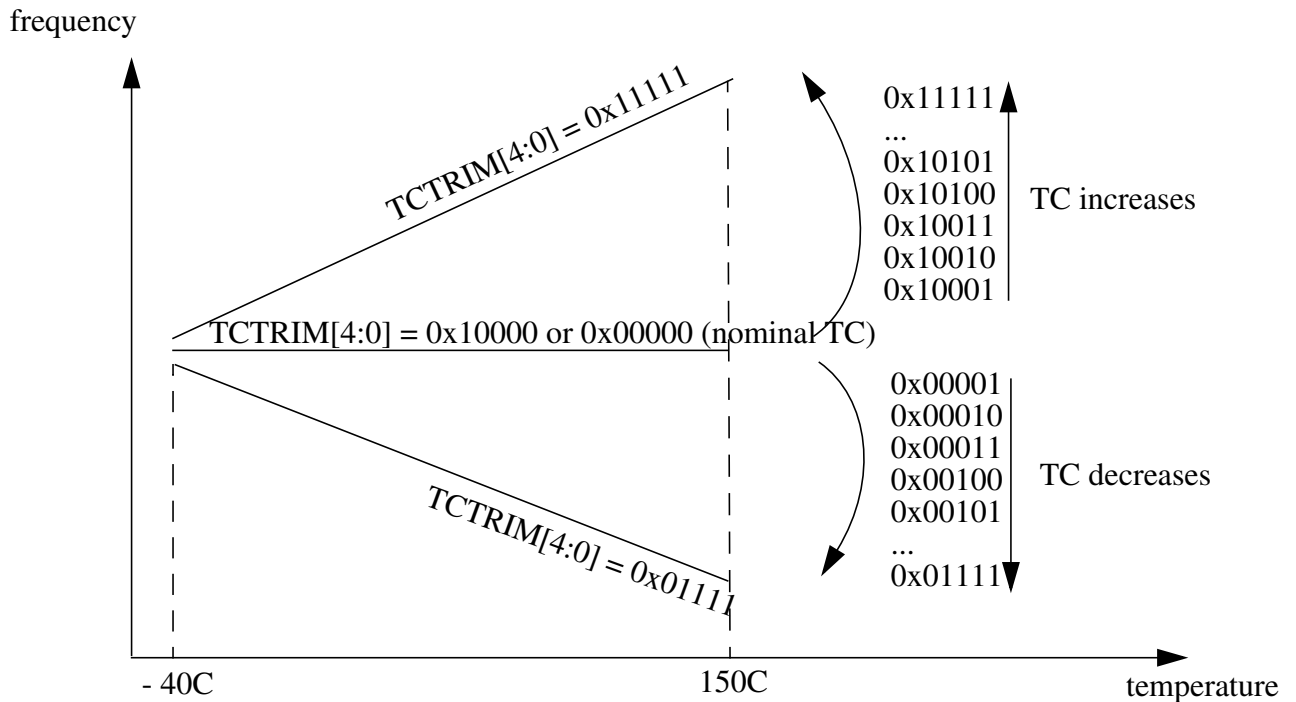 frequency
TCTRIM[4:0] = 0x11111
0x11111
...
0x10101
0x10100
0x10011
0x10010
0x10001
TC increases
TCTRIM[4:0] = 0x10000 or 0x00000 (nominal TC)
0x00001
0x00010
0x00011
0x00100
0x00101
...
0x01111
TC decreases
TCTRIM[4:0] = 0x01111
- 40C
150C
temperature